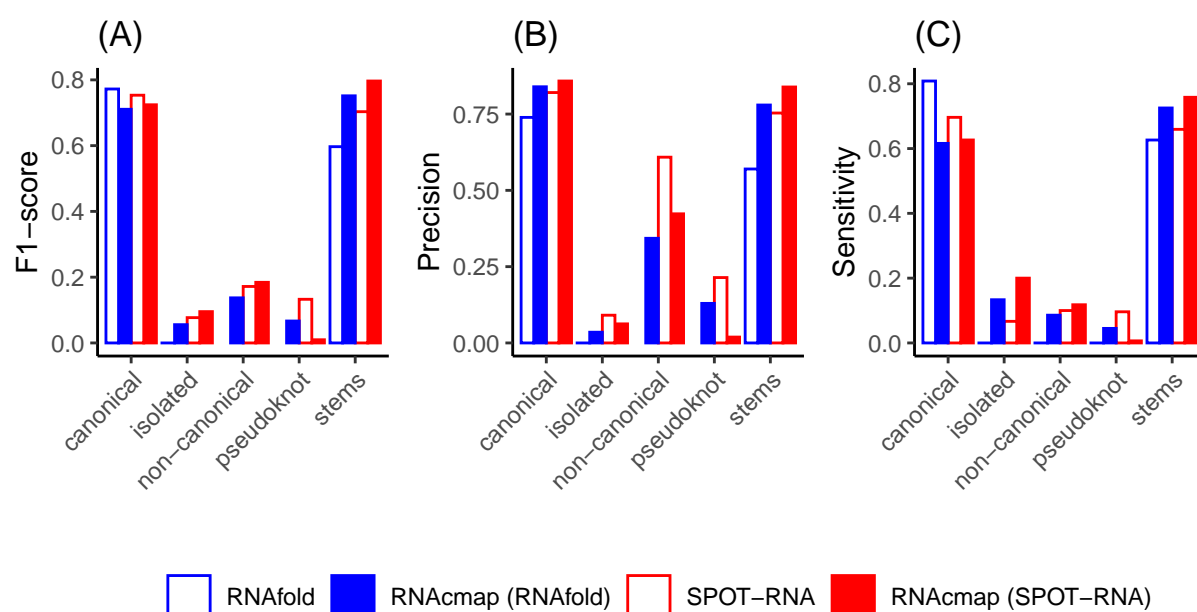 (A) (B) (C)
F1−score
0.8
0.6
0.4
0.2
0.0
canonical
isolated
non−canonical
pseudoknot
stems
Precision
0.75
0.50
0.25
0.00
canonical
isolated
non−canonical
pseudoknot
stems
Sensitivity
0.8
0.6
0.4
0.2
0.0
canonical
isolated
non−canonical
pseudoknot
stems
RNAfold RNAcmap (RNAfold) SPOT−RNA RNAcmap (SPOT−RNA)